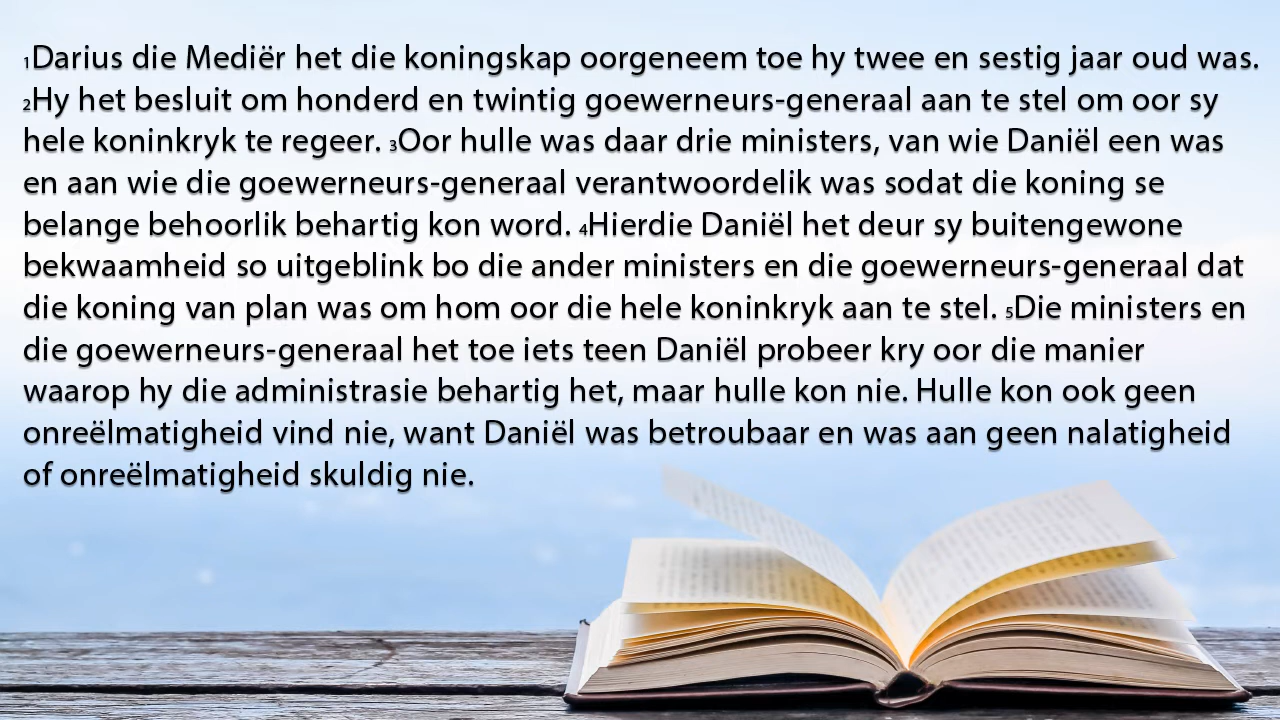 1Darius die Mediër het die koningskap oorgeneem toe hy twee en sestig jaar oud was.
2Hy het besluit om honderd en twintig goewerneurs-generaal aan te stel om oor sy
hele koninkryk te regeer. 3Oor hulle was daar drie ministers, van wie Daniël een was
en aan wie die goewerneurs-generaal verantwoordelik was sodat die koning se
belange behoorlik behartig kon word. 4Hierdie Daniël het deur sy buitengewone
bekwaamheid so uitgeblink bo die ander ministers en die goewerneurs-generaal dat
die koning van plan was om hom oor die hele koninkryk aan te stel. 5Die ministers en
die goewerneurs-generaal het toe iets teen Daniël probeer kry oor die manier
waarop hy die administrasie behartig het, maar hulle kon nie. Hulle kon ook geen
onreëlmatigheid vind nie, want Daniël was betroubaar en was aan geen nalatigheid
of onreëlmatigheid skuldig nie.